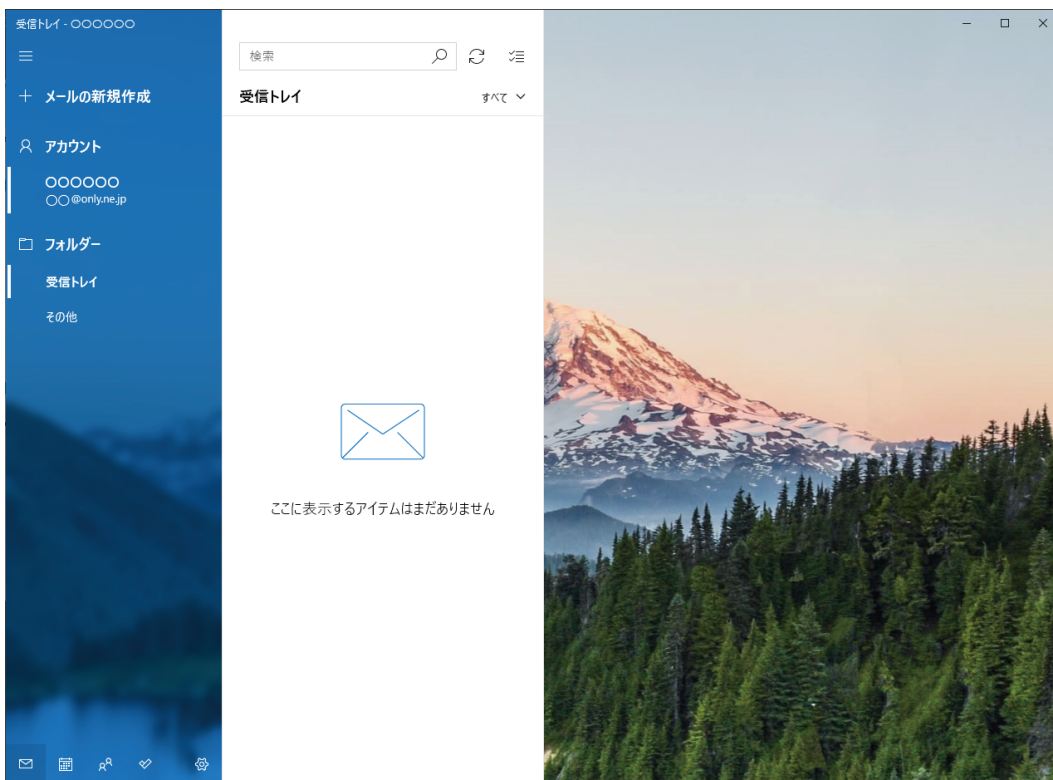 受信トレイ - 〇〇〇〇〇〇
検索
メールの新規作成
受信トレイ
すべて
アカウント
〇〇〇〇〇〇
〇〇@only.ne.jp
フォルダー
受信トレイ
その他
ここに表示するアイテムはまだありません